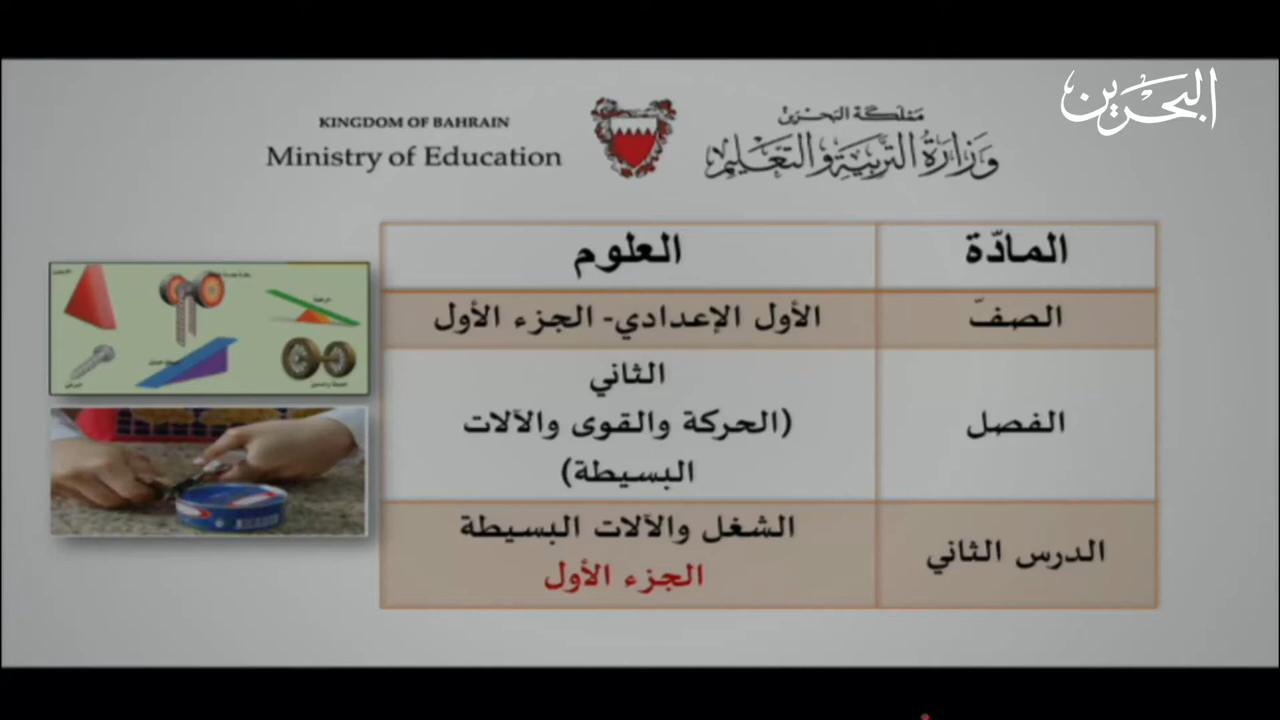 البحرين
KINGDOM OF BAHRAIN
Ministry of Education
مملكة البحرين
وزارة التربية والتعليم
المادّة
العلوم
الصفّ
الأول الإعدادي- الجزء الأول
الفصل
الثاني
(الحركة والقوى والآلات
البسيطة)
الدرس الثاني
الشغل والآلات البسيطة
الجزء الأول